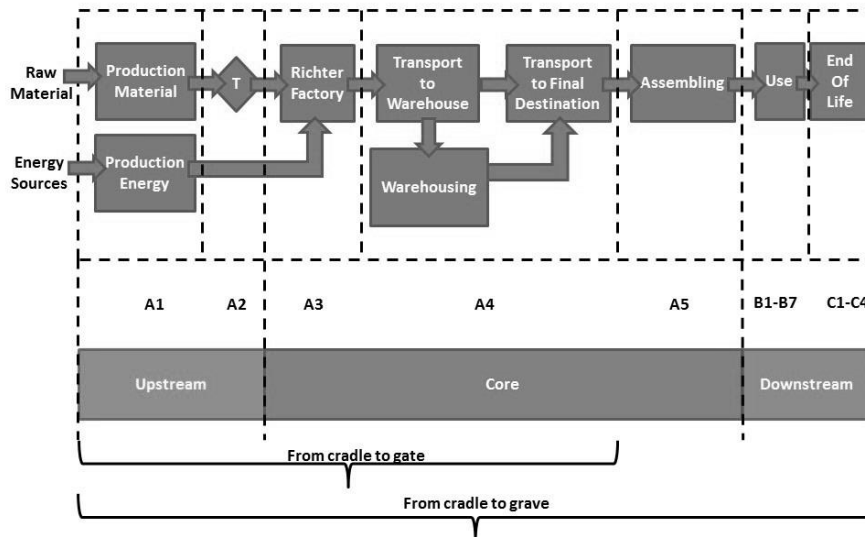 Raw
Material
Production
Material
T
Richter
Factory
Transport
to
Warehouse
Transport
to Final
Destination
Assembling
Use
End
Of
Life
Energy
Sources
Production
Energy
Warehousing
A1
A2
A3
A4
A5
B1-B7
C1-C4
Upstream
Core
Downstream
From cradle to gate
From cradle to grave